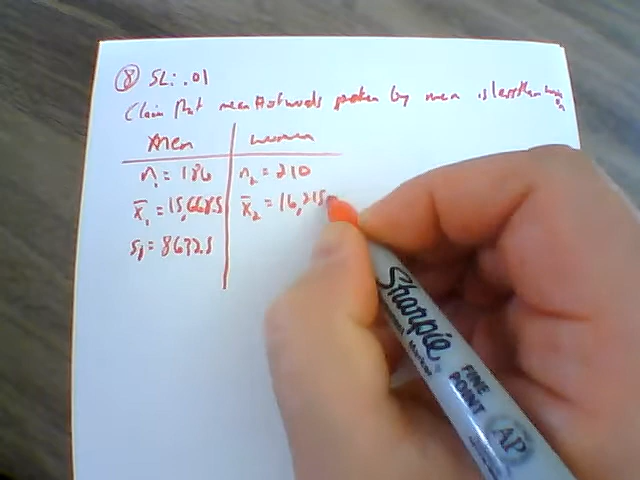 8 SL: .01
Claim that mean # of words spoken by men is less than
men women
n₁ = 186 n₂ = 210
x̄₁ = 15,668.5 x̄₂ = 16,215
s₁ = 8632.5
Sharpie
FINE
POINT
AP